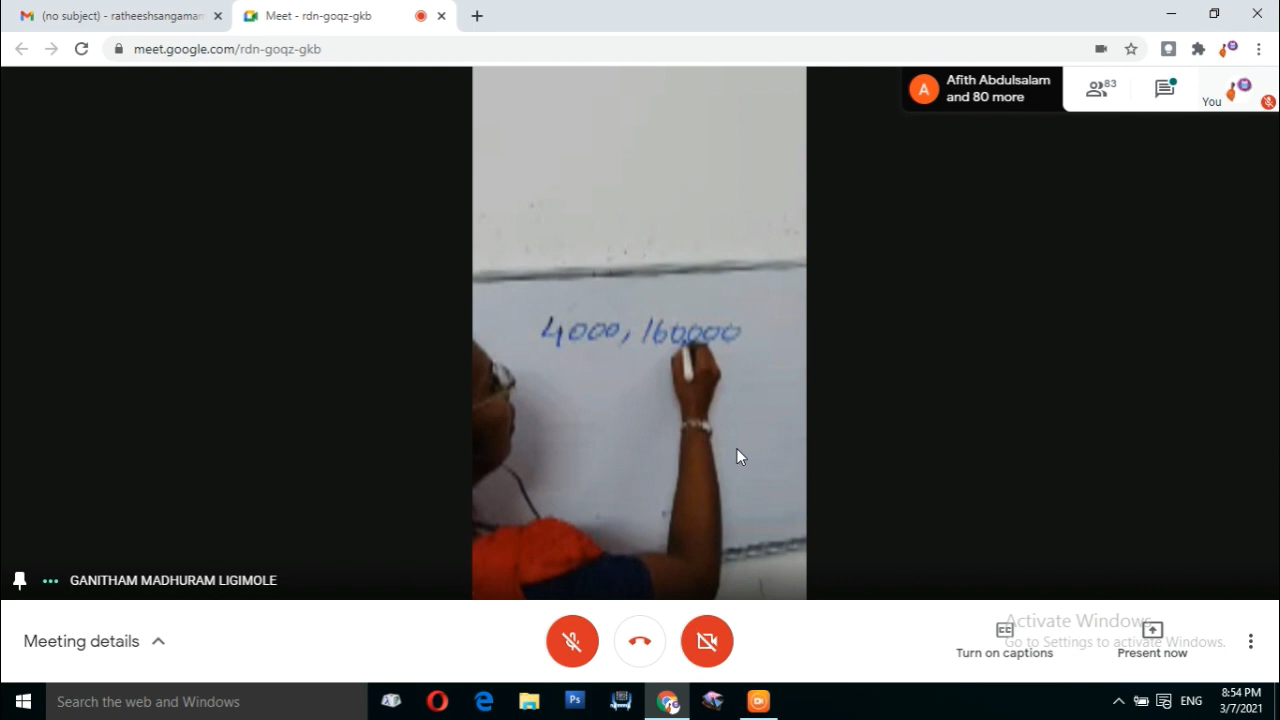 (no subject) - ratheeshsangamam
Meet - rdn-goqz-gkb
meet.google.com/rdn-goqz-gkb
Afith Abdulsalam
and 80 more
83
You
A
4000, 160000
GANITHAM MADHURAM LIGIMOLE
Meeting details
Activate Windows
Go to Settings to activate Windows.
CC
Turn on captions
Present now
Search the web and Windows
Ps
ENG
8:54 PM
3/7/2021